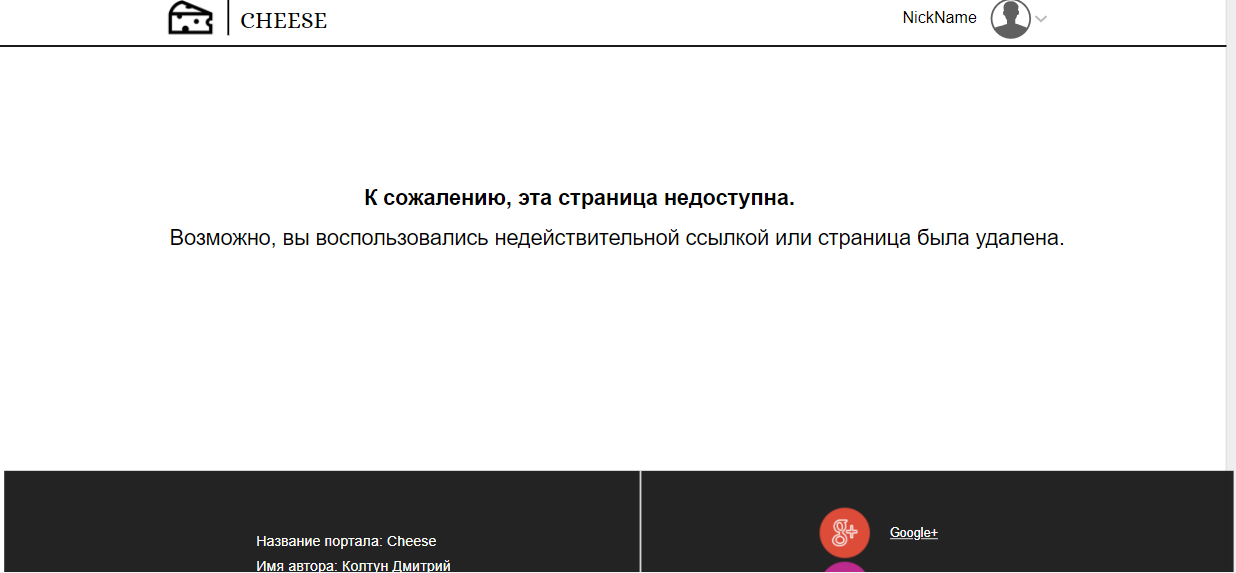 CHEESE
NickName
К сожалению, эта страница недоступна.
Возможно, вы воспользовались недействительной ссылкой или страница была удалена.
Название портала: Cheese
Имя автора: Колтун Дмитрий
g+
Google+